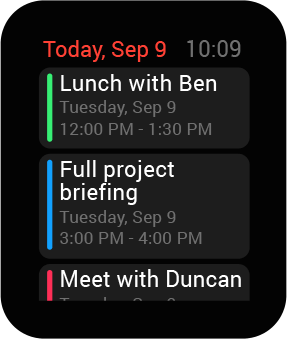 Today, Sep 9 10:09
Lunch with Ben
Tuesday, Sep 9
12:00 PM - 1:30 PM
Full project
briefing
Tuesday, Sep 9
3:00 PM - 4:00 PM
Meet with Duncan